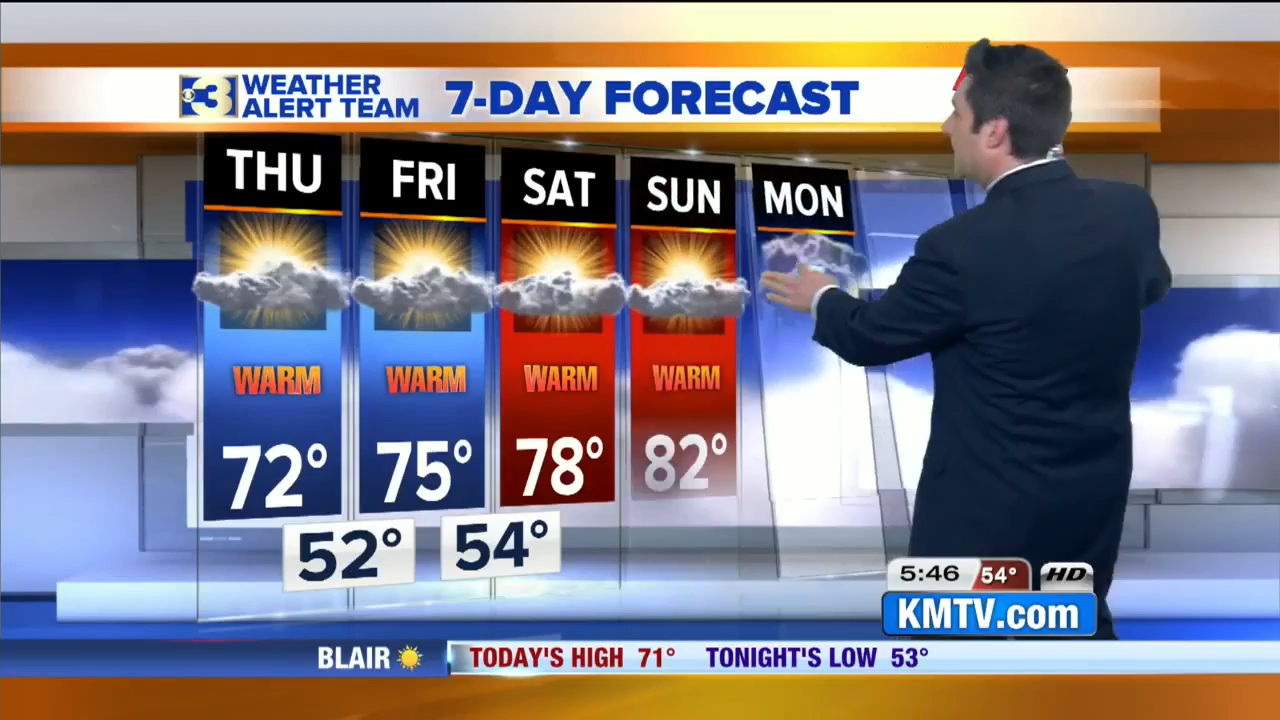 3 WEATHER
ALERT TEAM
7-DAY FORECAST
THU FRI SAT SUN MON
WARM WARM WARM WARM
72° 75° 78° 82°
52° 54°
5:46 54° HD
KMTV.com
BLAIR TODAY'S HIGH 71° TONIGHT'S LOW 53°